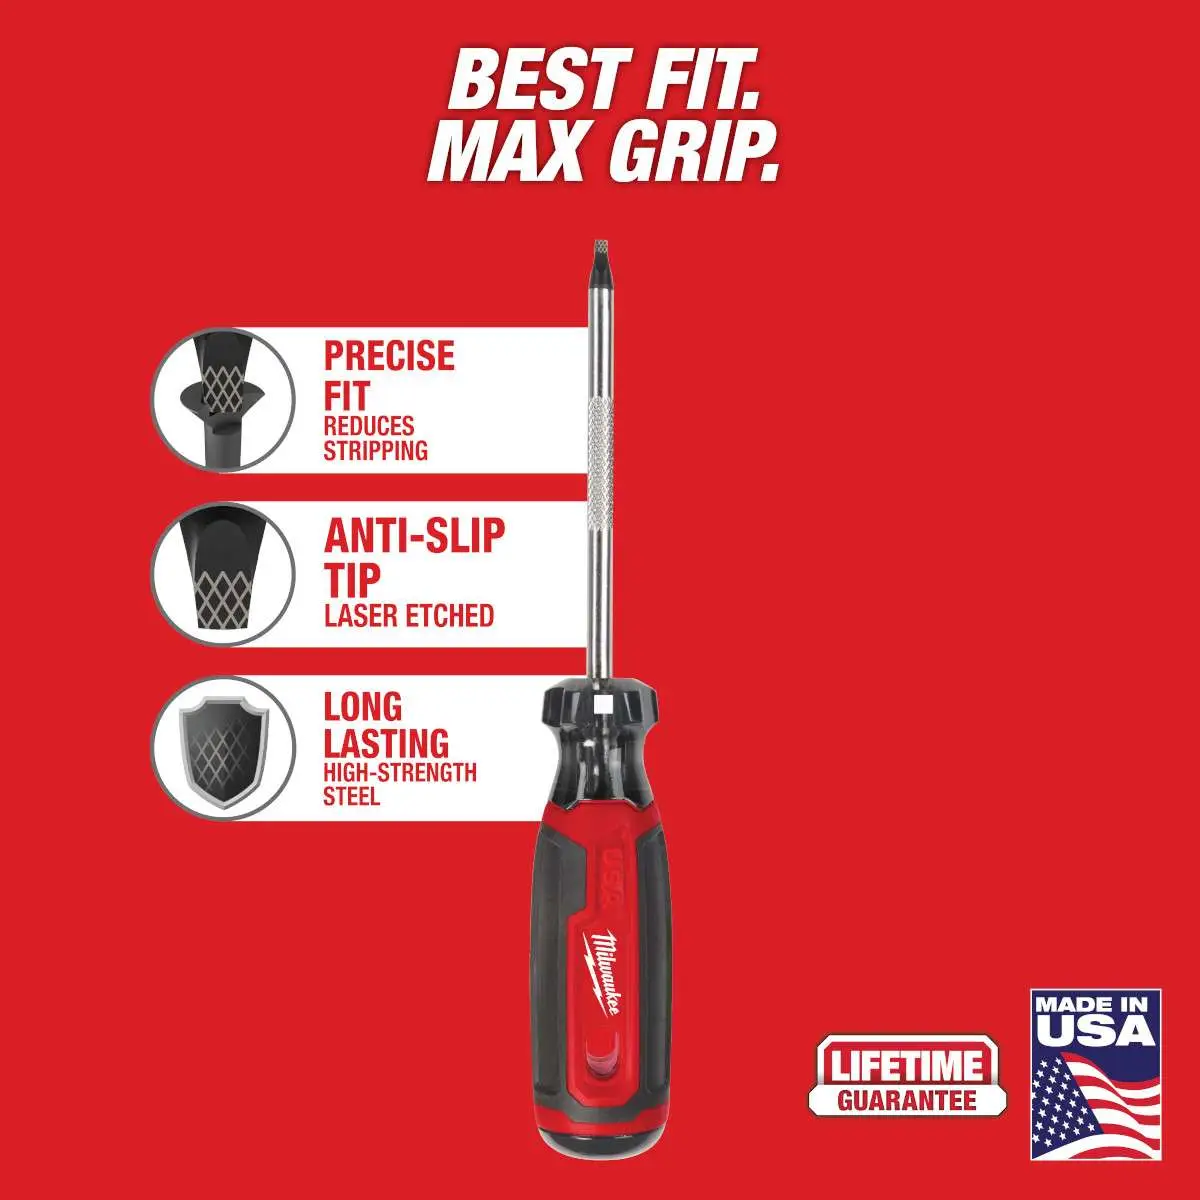 BEST FIT.
MAX GRIP.
PRECISE
FIT
REDUCES
STRIPPING
ANTI-SLIP
TIP
LASER ETCHED
LONG
LASTING
HIGH-STRENGTH
STEEL
USA
Milwaukee
LIFETIME
GUARANTEE
MADE IN
USA